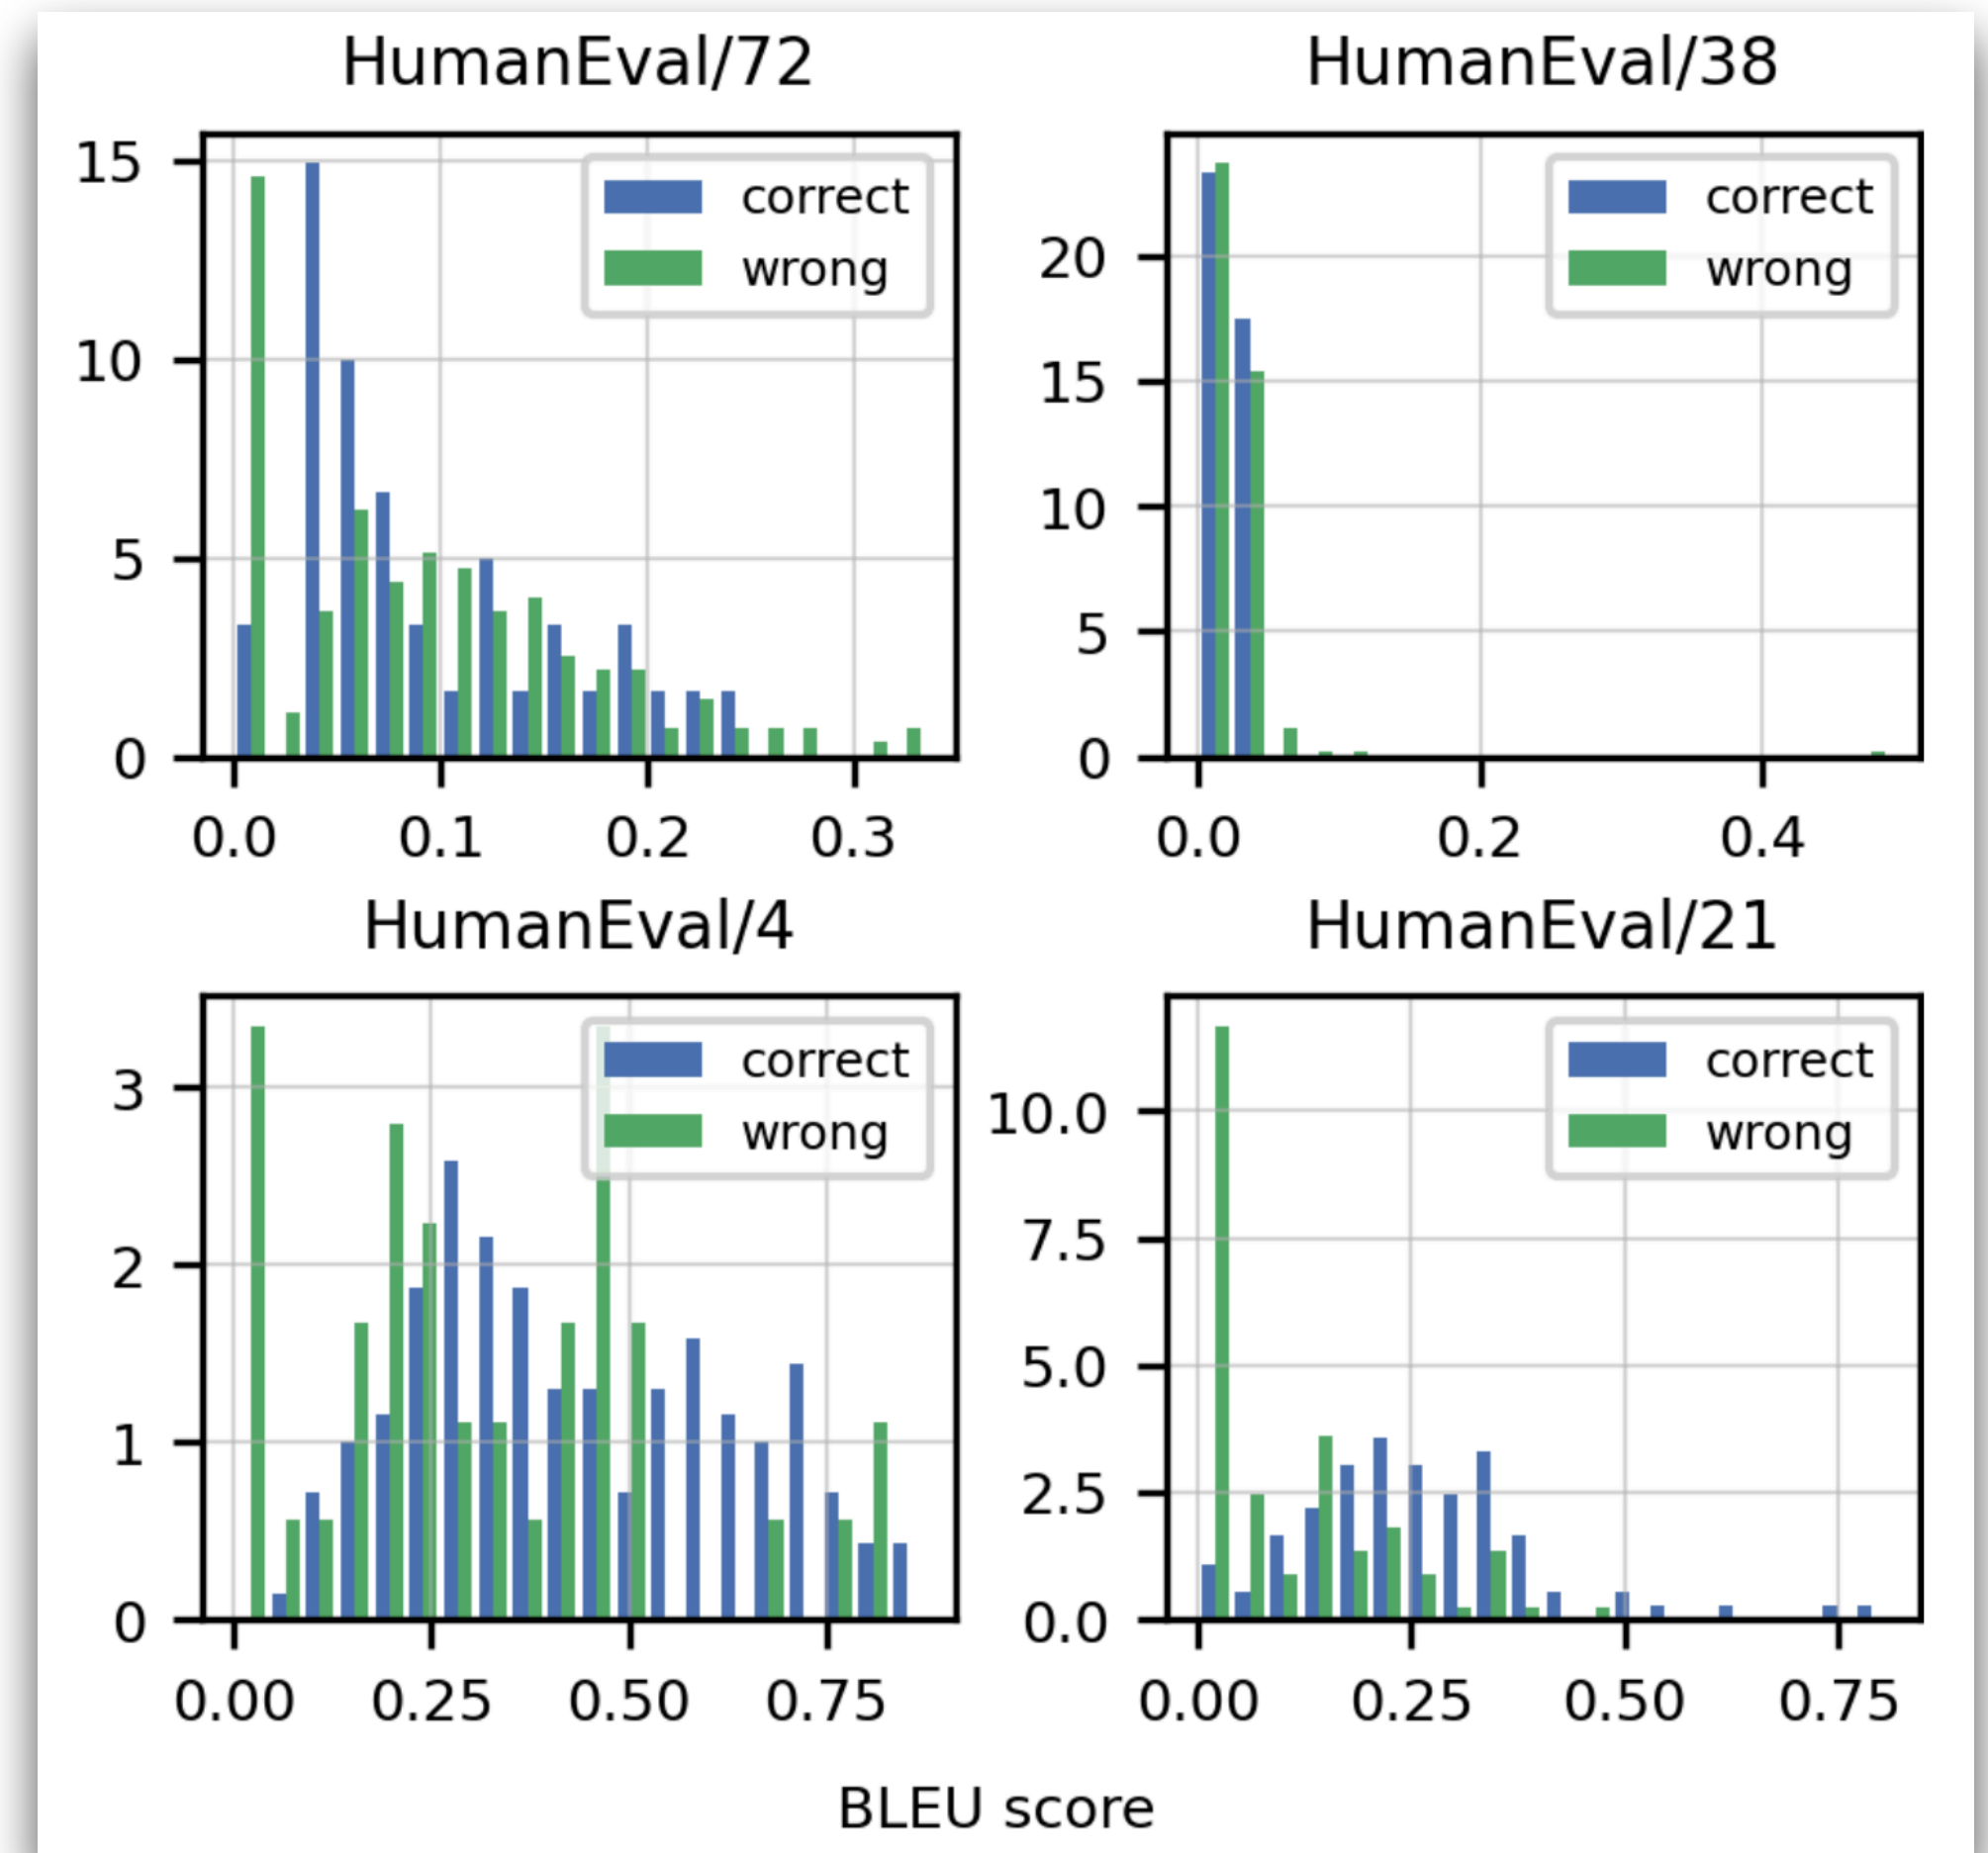 HumanEval/72
15
10
5
0
0.0 0.1 0.2 0.3
correct
wrong
HumanEval/38
20
15
10
5
0
0.0 0.2 0.4
correct
wrong
HumanEval/4
3
2
1
0
0.00 0.25 0.50 0.75
correct
wrong
HumanEval/21
10.0
7.5
5.0
2.5
0.0
0.00 0.25 0.50 0.75
correct
wrong
BLEU score